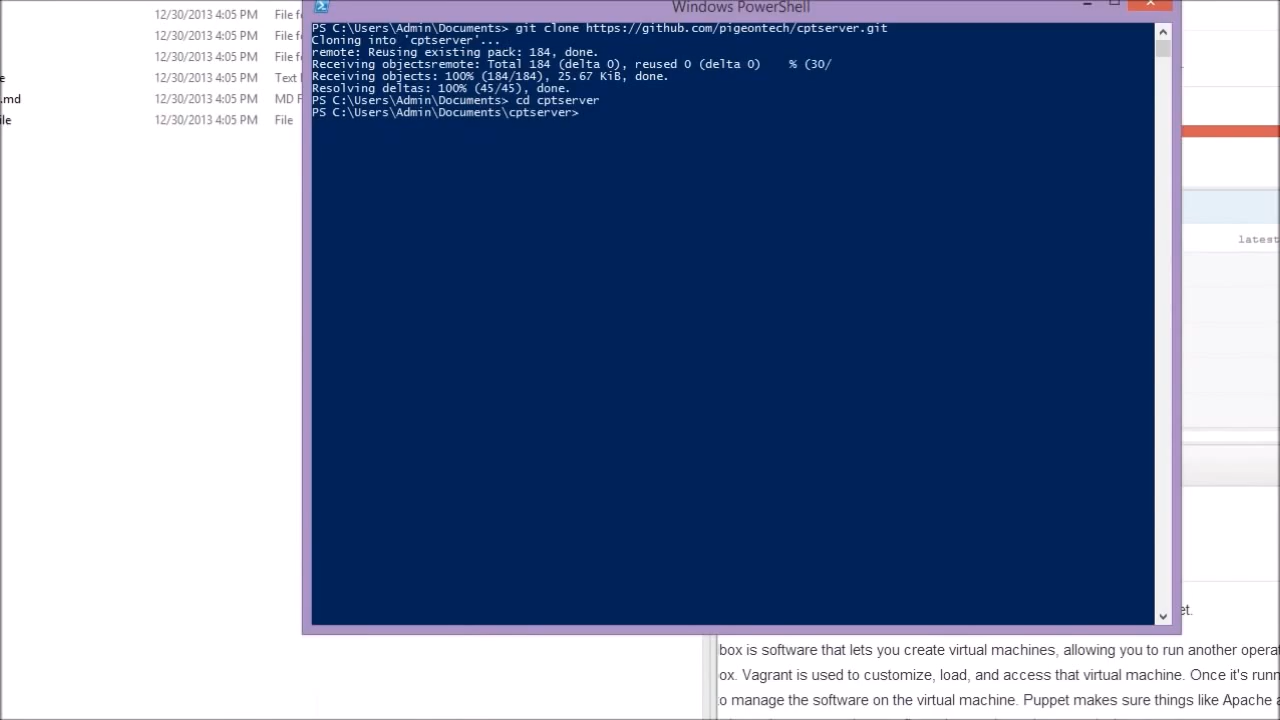 12/30/2013 4:05 PM File fo
12/30/2013 4:05 PM File fo
12/30/2013 4:05 PM File fo
e 12/30/2013 4:05 PM Text
.md 12/30/2013 4:05 PM MD F
ile 12/30/2013 4:05 PM File
Windows PowerShell
PS C:\Users\Admin\Documents> git clone https://github.com/pigeontech/cptserver.git
Cloning into 'cptserver'...
remote: Reusing existing pack: 184, done.
Receiving objectsremote: Total 184 (delta 0), reused 0 (delta 0)    % (30/
Receiving objects: 100% (184/184), 25.67 KiB, done.
Resolving deltas: 100% (45/45), done.
PS C:\Users\Admin\Documents> cd cptserver
PS C:\Users\Admin\Documents\cptserver>
latest
et.
box is software that lets you create virtual machines, allowing you to run another opera
ox. Vagrant is used to customize, load, and access that virtual machine. Once it's runn
o manage the software on the virtual machine. Puppet makes sure things like Apache a